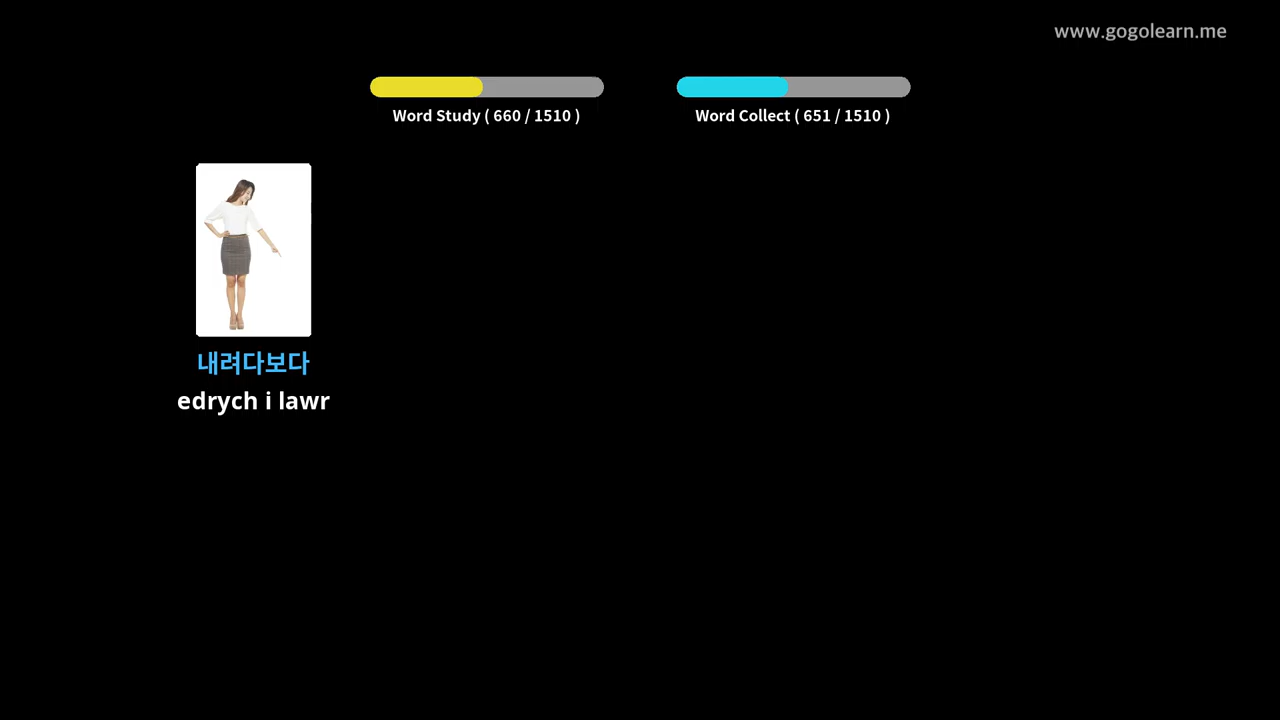 www.gogolearn.me
Word Study ( 660 / 1510 )
Word Collect ( 651 / 1510 )
내려다보다
edrych i lawr